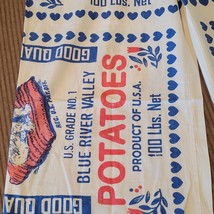 100 Lbs. Net
GOOD QUA
U.S. GRADE NO.1
BLUE RIVER VALLEY
POTATOES
PRODUCT OF U.S.A.
100 Lbs. Net
GOOD QUA